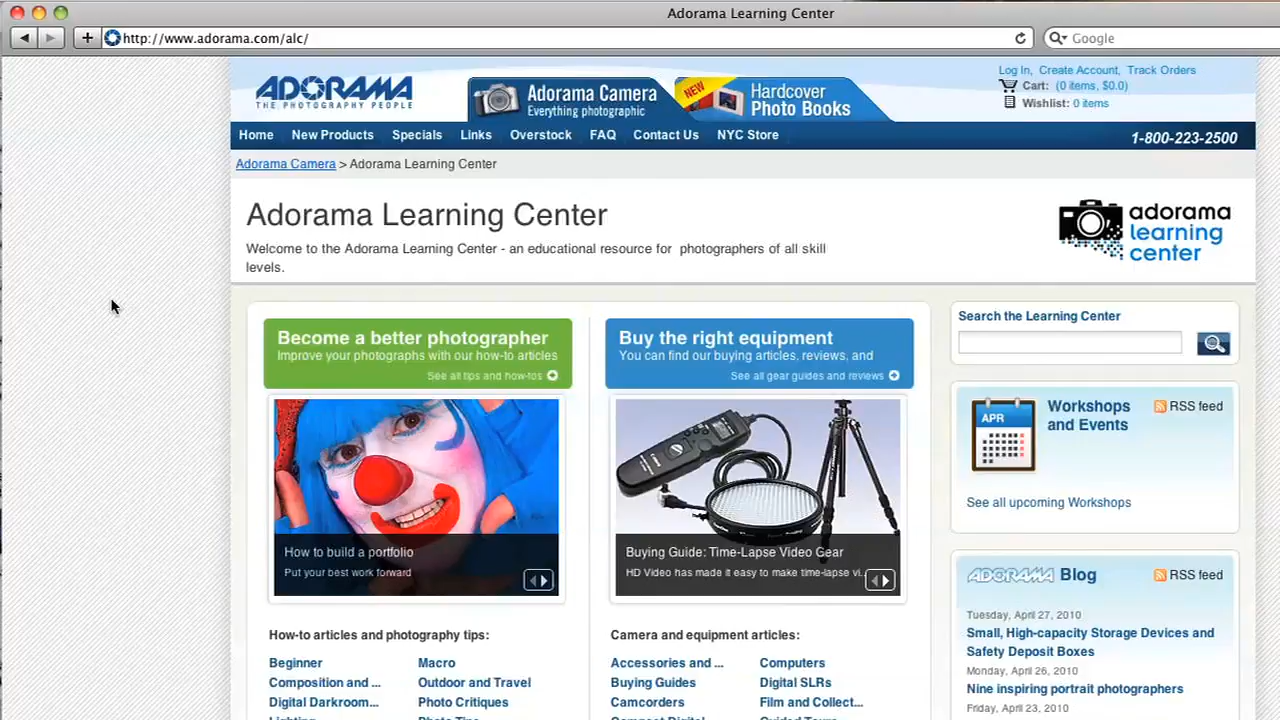 Adorama Learning Center
http://www.adorama.com/alc/
Google
ADORAMA
THE PHOTOGRAPHY PEOPLE
Adorama Camera
Everything photographic
NEW
Hardcover
Photo Books
Log In, Create Account, Track Orders
Cart: (0 items, $0.0)
Wishlist: 0 items
Home New Products Specials Links Overstock FAQ Contact Us NYC Store
1-800-223-2500
Adorama Camera > Adorama Learning Center
Adorama Learning Center
Welcome to the Adorama Learning Center - an educational resource for photographers of all skill
levels.
adorama
learning
center
Become a better photographer
Improve your photographs with our how-to articles
See all tips and how-tos
Buy the right equipment
You can find our buying articles, reviews, and
See all gear guides and reviews
Search the Learning Center
How to build a portfolio
Put your best work forward
Buying Guide: Time-Lapse Video Gear
HD Video has made it easy to make time-lapse vi...
APR
Workshops
and Events
RSS feed
See all upcoming Workshops
ADORAMA Blog
RSS feed
Tuesday, April 27, 2010
Small, High-capacity Storage Devices and
Safety Deposit Boxes
Monday, April 26, 2010
Nine inspiring portrait photographers
Friday, April 23, 2010
How-to articles and photography tips:
Beginner Macro
Composition and ... Outdoor and Travel
Digital Darkroom... Photo Critiques
Lighting Photo Tips
Camera and equipment articles:
Accessories and ... Computers
Buying Guides Digital SLRs
Camcorders Film and Collect...
Compact Digital Guided Tours